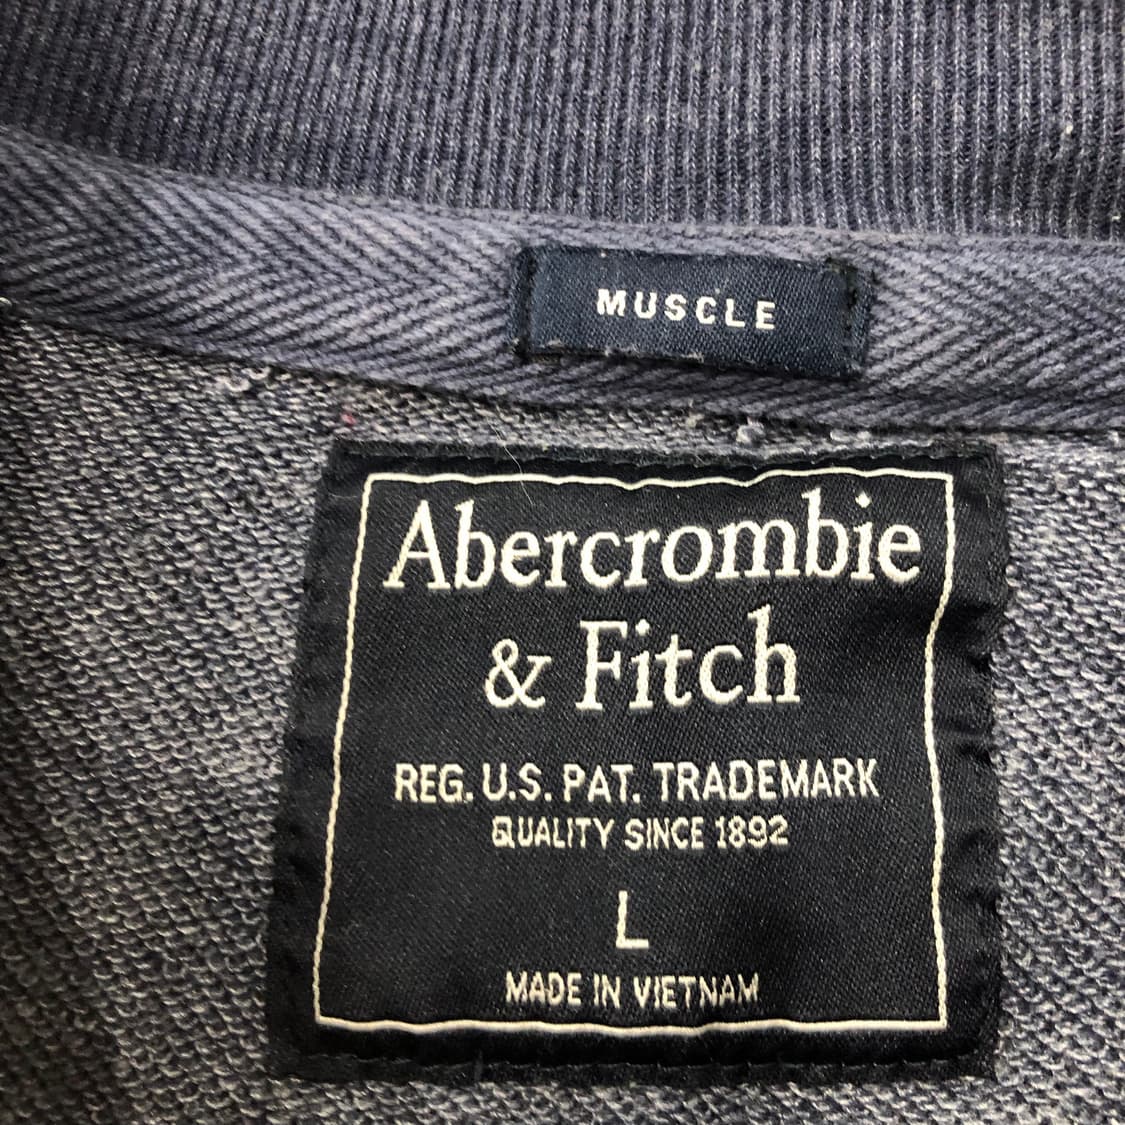 MUSCLE
Abercrombie
& Fitch
REG. U.S. PAT. TRADEMARK
QUALITY SINCE 1892
L
MADE IN VIETNAM